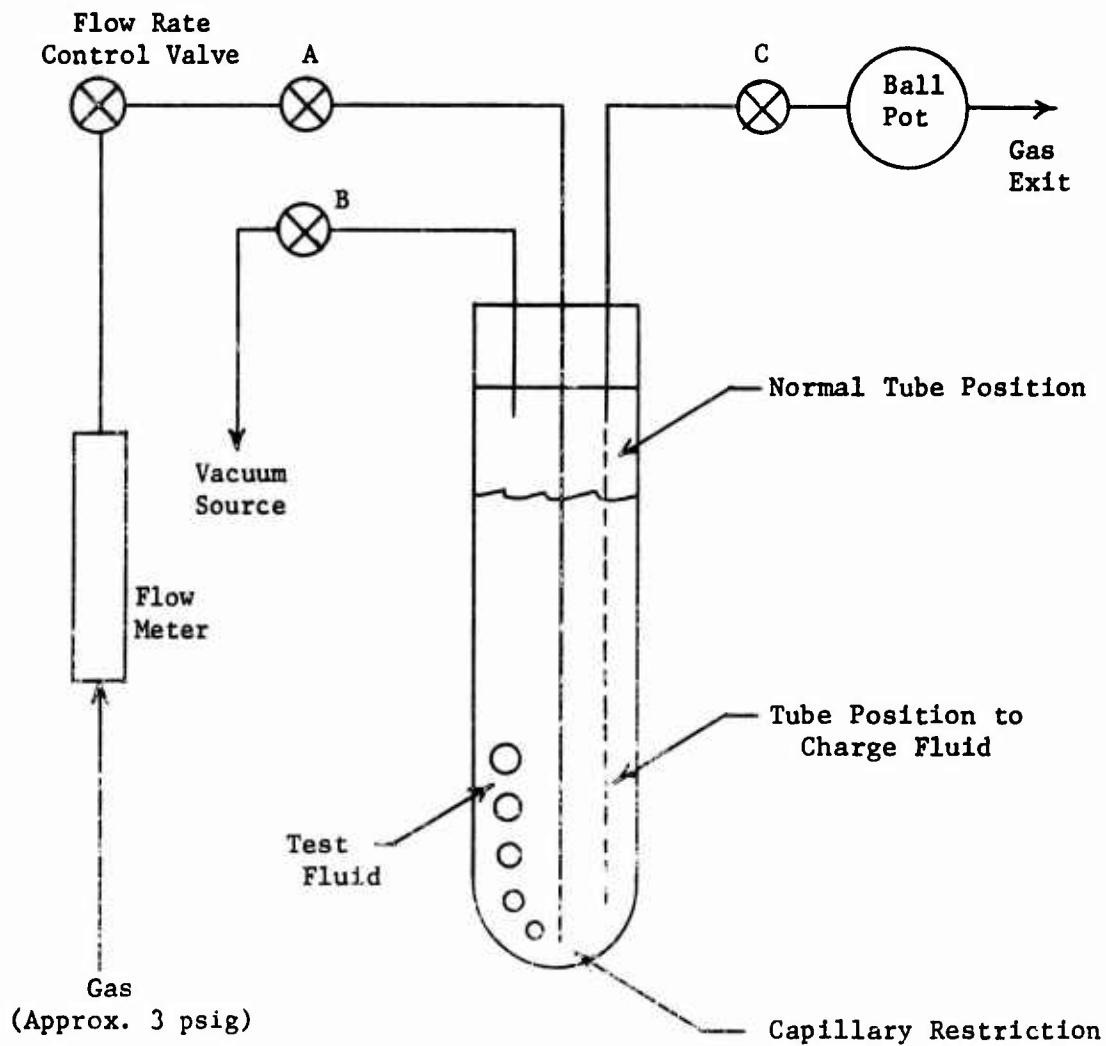 Flow Rate
Control Valve
A
C
Ball
Pot
Gas
Exit
B
Normal Tube Position
Vacuum
Source
Flow
Meter
Tube Position to
Charge Fluid
Test
Fluid
Gas
(Approx. 3 psig)
Capillary Restriction